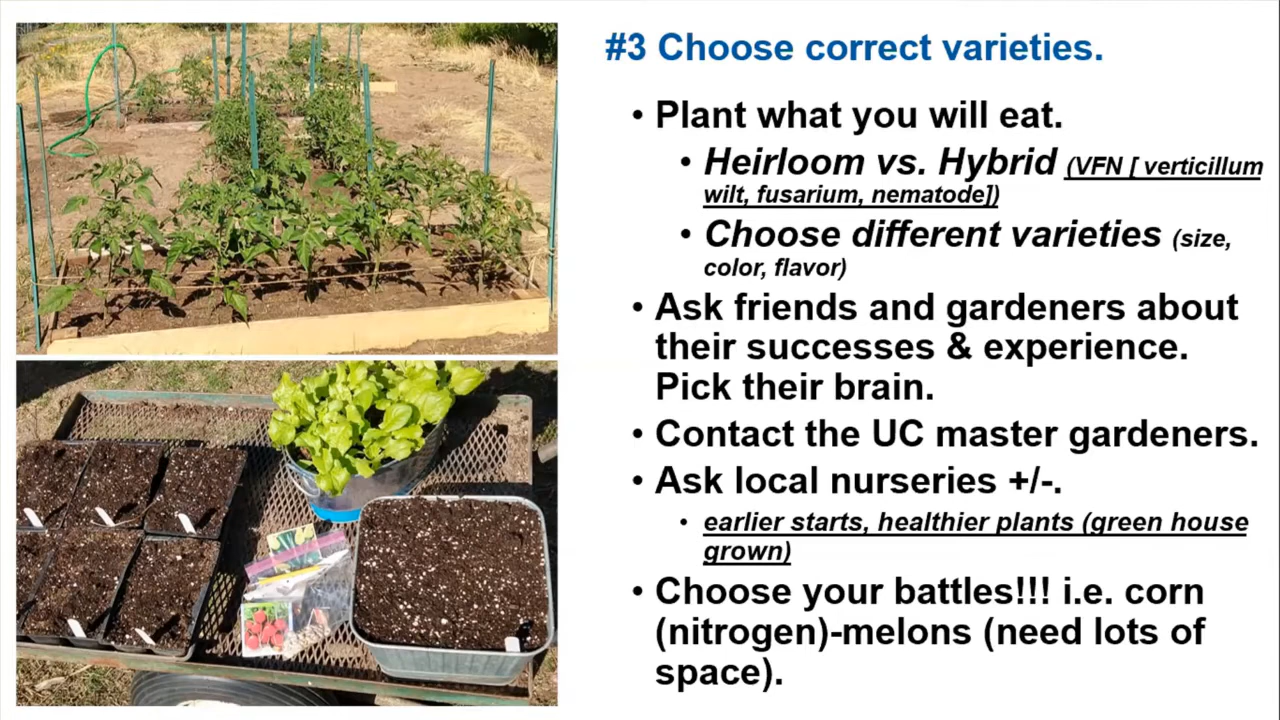 #3 Choose correct varieties.
• Plant what you will eat.
• Heirloom vs. Hybrid (VFN [ verticillum
wilt, fusarium, nematode])
• Choose different varieties (size,
color, flavor)
• Ask friends and gardeners about
their successes & experience.
Pick their brain.
• Contact the UC master gardeners.
• Ask local nurseries +/-.
• earlier starts, healthier plants (green house
grown)
• Choose your battles!!! i.e. corn
(nitrogen)-melons (need lots of
space).